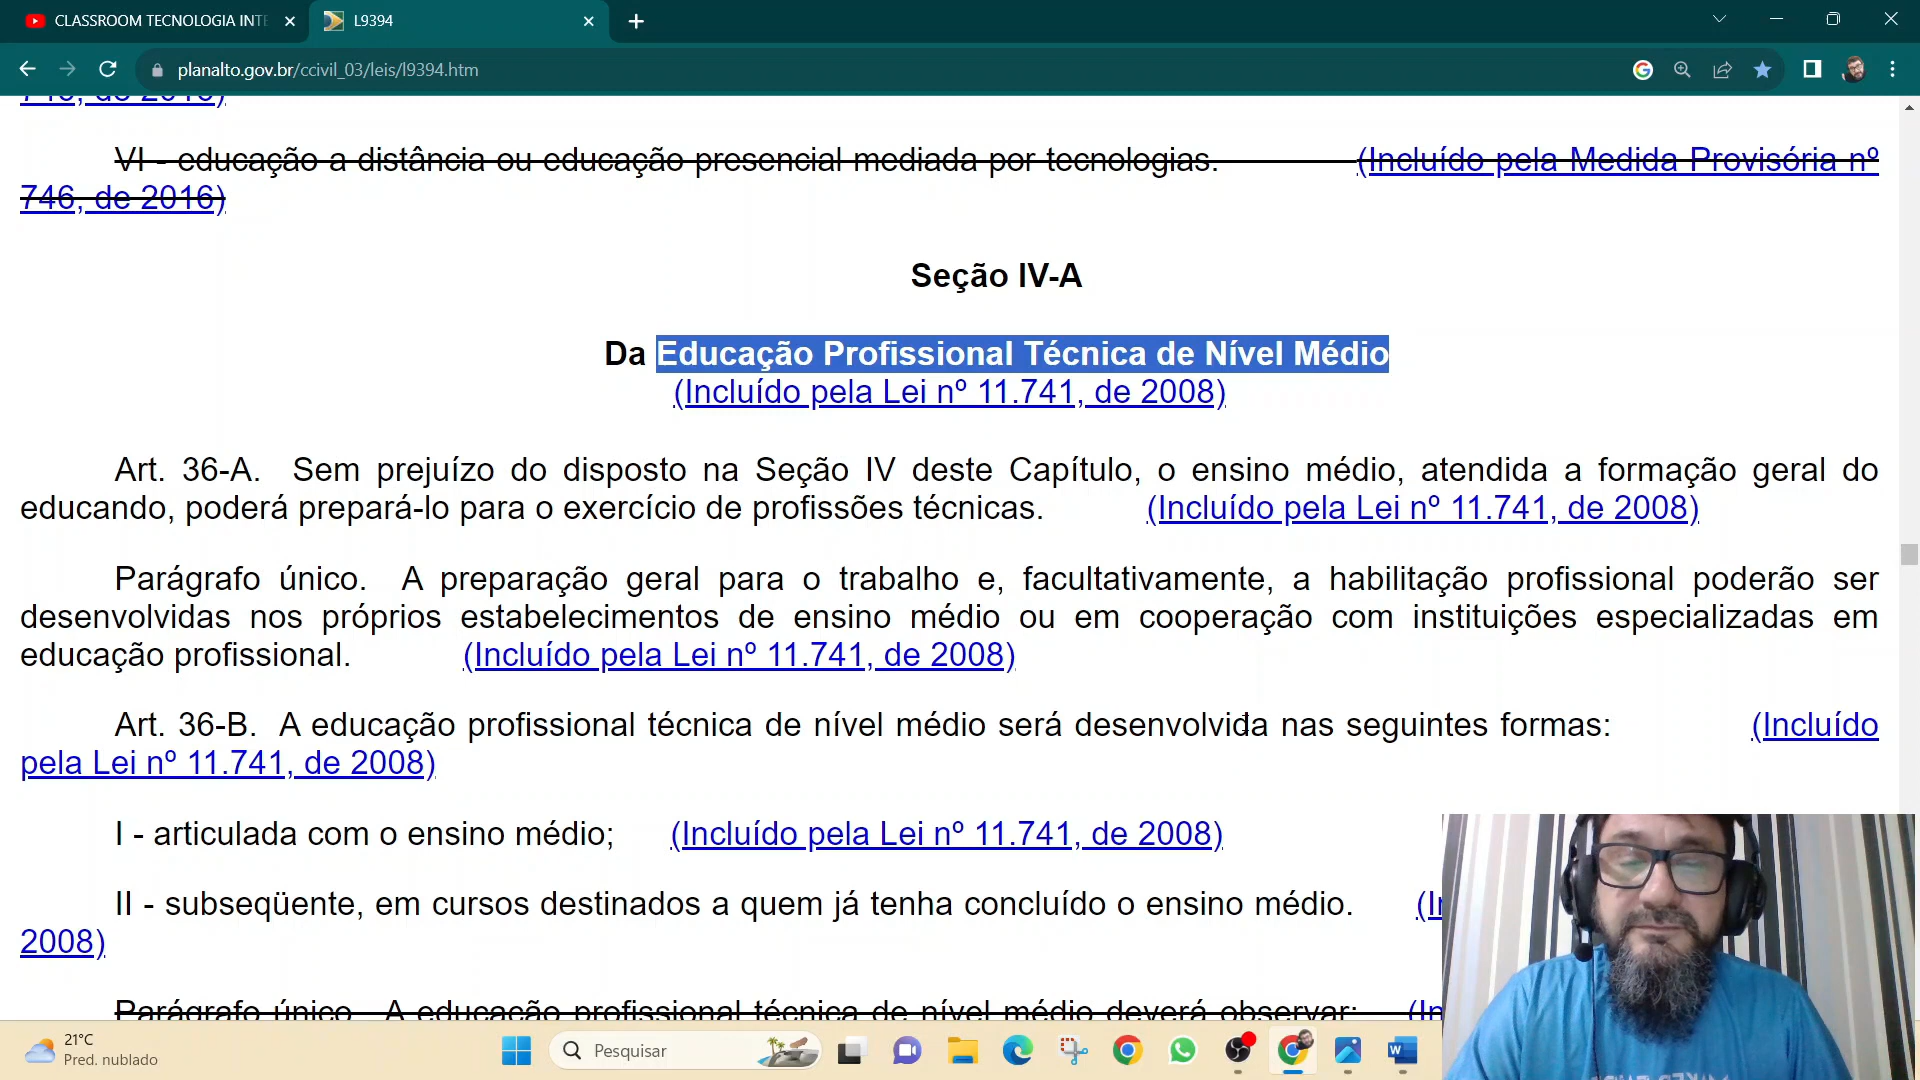 CLASSROOM TECNOLOGIA INTE
L9394
planalto.gov.br/ccivil_03/leis/l9394.htm
746, de 2016)
VI - educação a distância ou educação presencial mediada por tecnologias. (Incluído pela Medida Provisória nº
746, de 2016)
Seção IV-A
Da Educação Profissional Técnica de Nível Médio
(Incluído pela Lei nº 11.741, de 2008)
Art. 36-A. Sem prejuízo do disposto na Seção IV deste Capítulo, o ensino médio, atendida a formação geral do
educando, poderá prepará-lo para o exercício de profissões técnicas. (Incluído pela Lei nº 11.741, de 2008)
Parágrafo único. A preparação geral para o trabalho e, facultativamente, a habilitação profissional poderão ser
desenvolvidas nos próprios estabelecimentos de ensino médio ou em cooperação com instituições especializadas em
educação profissional. (Incluído pela Lei nº 11.741, de 2008)
Art. 36-B. A educação profissional técnica de nível médio será desenvolvida nas seguintes formas: (Incluído
pela Lei nº 11.741, de 2008)
I - articulada com o ensino médio; (Incluído pela Lei nº 11.741, de 2008)
II - subseqüente, em cursos destinados a quem já tenha concluído o ensino médio. (In
2008)
Parágrafo único. A educação profissional técnica de nível médio deverá observar: (In
21°C
Pred. nublado
Pesquisar